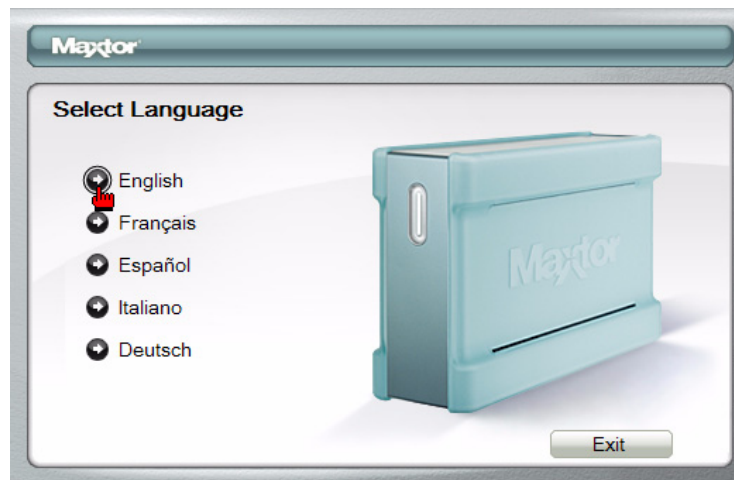 Maxtor
Select Language
English
Français
Español
Italiano
Deutsch
Maxtor
Exit